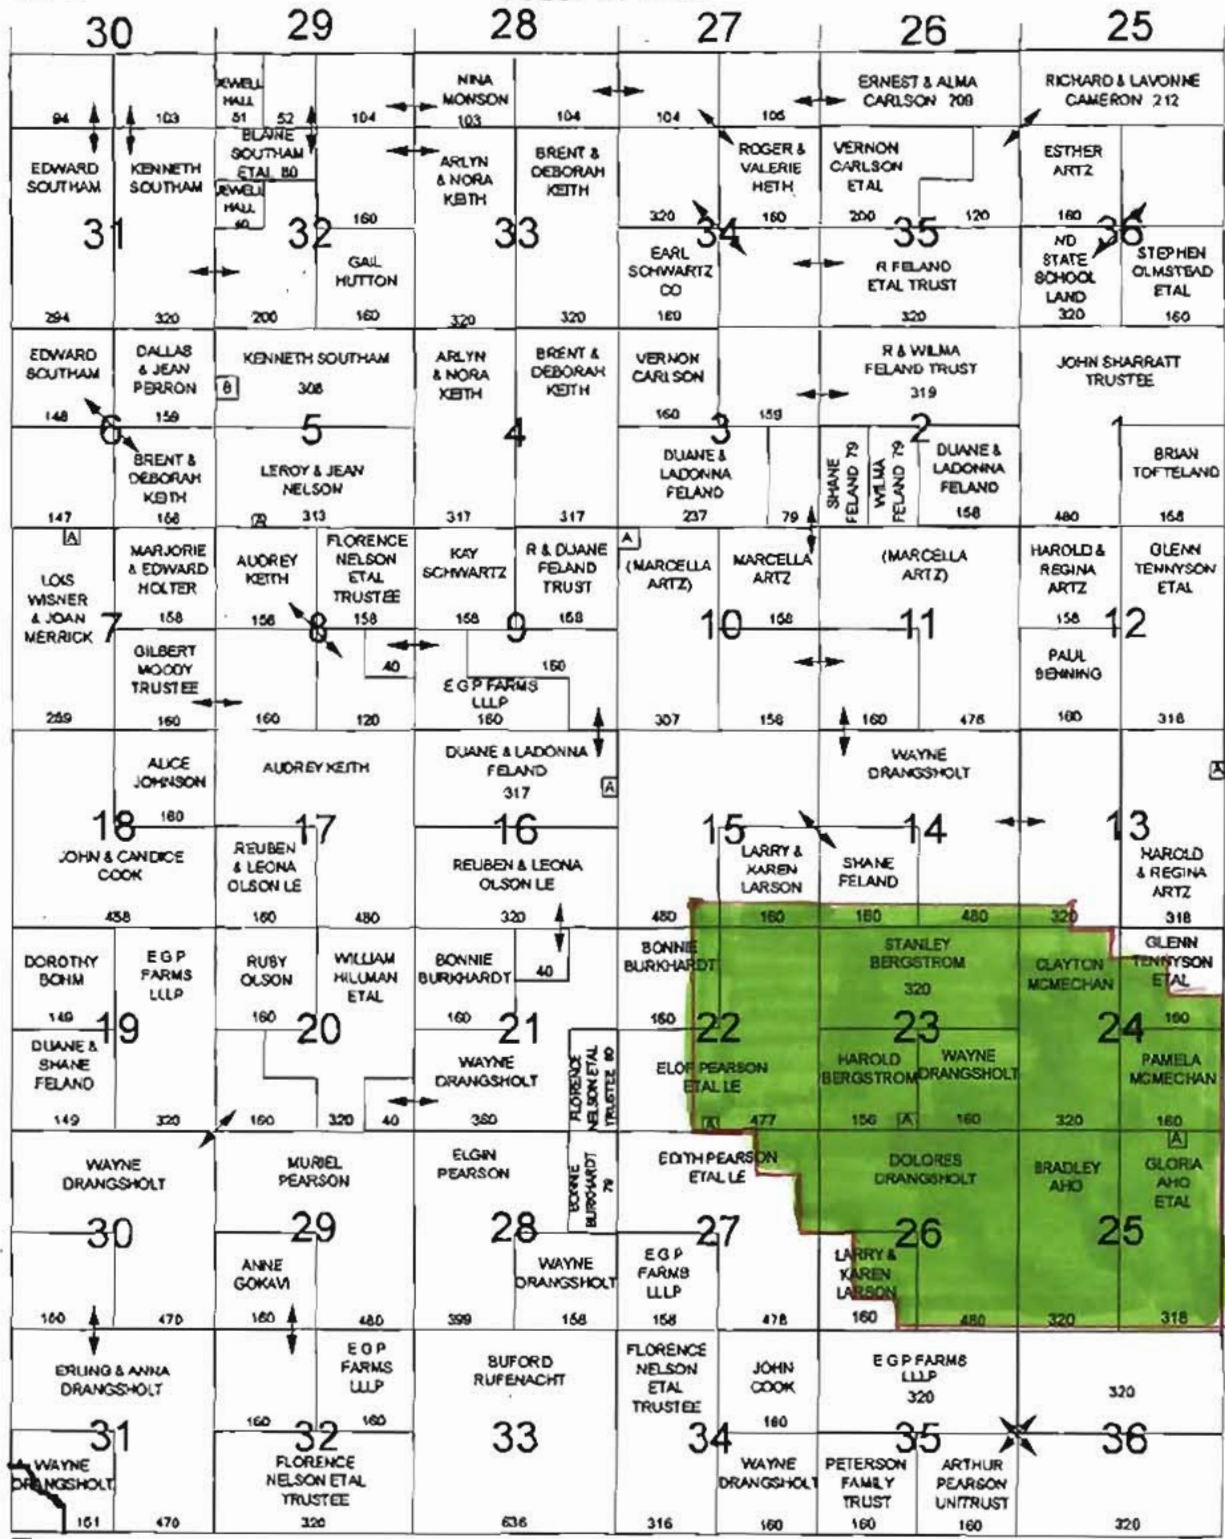 30 29 28 27 26 25
94
103
JEWELL
HALL
51
52
104
NINA
MONSON
103
104
104
105
ERNEST & ALMA
CARLSON 209
RICHARD & LAVONNE
CAMERON 212
EDWARD
SOUTHAM
KENNETH
SOUTHAM
31
294
320
BLAINE
SOUTHAM
ETAL 80
JEWELL
HALL
40
160
32
GAIL
HUTTON
200
160
ARLYN
& NORA
KEITH
BRENT &
DEBORAH
KEITH
33
320
320
320
ROGER &
VALERIE
HETH
160
34
EARL
SCHWARTZ
CO
160
VERNON
CARLSON
ETAL
200
120
35
R FELAND
ETAL TRUST
320
ESTHER
ARTZ
160
36
ND
STATE
SCHOOL
LAND
320
STEPHEN
OLMSTEAD
ETAL
160
EDWARD
SOUTHAM
148
DALLAS
& JEAN
PERRON
159
6
BRENT &
DEBORAH
KEITH
147
156
KENNETH SOUTHAM
B
308
5
LEROY & JEAN
NELSON
A
313
ARLYN
& NORA
KEITH
BRENT &
DEBORAH
KEITH
4
317
317
VERNON
CARLSON
160
159
3
DUANE &
LADONNA
FELAND
237
79
R & WILMA
FELAND TRUST
319
2
SHANE
FELAND 79
WILMA
FELAND 79
DUANE &
LADONNA
FELAND
158
JOHN SHARRATT
TRUSTEE
1
BRIAN
TOFTELAND
480
158
A
LOIS
WISNER
& JOAN
MERRICK
7
MARJORIE
& EDWARD
HOLTER
158
GILBERT
MOODY
TRUSTEE
259
160
AUDREY
KEITH
156
FLORENCE
NELSON
ETAL
TRUSTEE
158
8
40
160
120
KAY
SCHWARTZ
158
R & DUANE
FELAND
TRUST
158
9
150
E G P FARMS
LLLP
160
A
(MARCELLA
ARTZ)
MARCELLA
ARTZ
158
10
307
156
(MARCELLA
ARTZ)
11
160
478
HAROLD &
REGINA
ARTZ
158
GLENN
TENNYSON
ETAL
12
PAUL
BENNING
160
318
ALICE
JOHNSON
160
18
JOHN & CANDICE
COOK
458
AUDREY KEITH
17
REUBEN
& LEONA
OLSON LE
160
480
DUANE & LADONNA
FELAND
317
A
16
REUBEN & LEONA
OLSON LE
320
15
LARRY &
KAREN
LARSON
480
160
WAYNE
DRANGSHOLT
14
SHANE
FELAND
160
480
A
13
HAROLD
& REGINA
ARTZ
320
318
DOROTHY
BOHM
149
E G P
FARMS
LLLP
19
DUANE &
SHANE
FELAND
149
320
RUBY
OLSON
160
WILLIAM
HILLMAN
ETAL
20
160
320
40
BONNIE
BURKHARDT
160
40
21
WAYNE
DRANGSHOLT
360
FLORENCE
NELSON ETAL
TRUSTEE 80
BONNIE
BURKHARDT
160
22
ELOF PEARSON
ETAL LE
A
477
STANLEY
BERGSTROM
320
23
HAROLD
BERGSTROM
156
A
WAYNE
DRANGSHOLT
160
CLAYTON
MCMECHAN
GLENN
TENNYSON
ETAL
160
24
PAMELA
MCMECHAN
320
160
WAYNE
DRANGSHOLT
30
160
470
MURIEL
PEARSON
29
ANNE
GOKAVI
160
480
ELGIN
PEARSON
BONNIE
BURKHARDT
79
28
WAYNE
DRANGSHOLT
399
158
EDITH PEARSON
ETAL LE
27
E G P
FARMS
LLLP
158
478
DOLORES
DRANGSHOLT
26
LARRY &
KAREN
LARSON
160
480
BRADLEY
AHO
A
GLORIA
AHO
ETAL
25
320
318
ERLING & ANNA
DRANGSHOLT
31
WAYNE
DRANGSHOLT
151
470
E G P
FARMS
LLLP
160
160
32
FLORENCE
NELSON ETAL
TRUSTEE
320
BUFORD
RUFENACHT
33
636
FLORENCE
NELSON
ETAL
TRUSTEE
JOHN
COOK
160
34
WAYNE
DRANGSHOLT
316
160
E G P FARMS
LLLP
320
35
PETERSON
FAMILY
TRUST
160
ARTHUR
PEARSON
UNITRUST
160
320
36
320